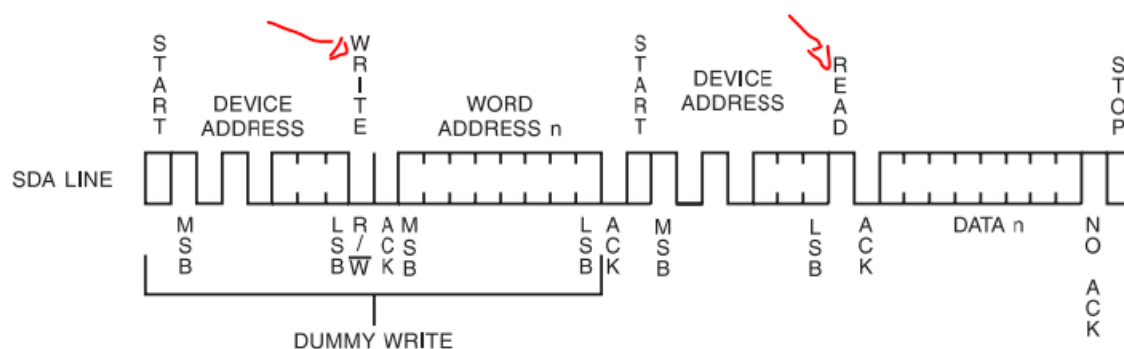 START
WRITE
START
READ
STOP
DEVICE
ADDRESS
WORD
ADDRESS n
DEVICE
ADDRESS
SDA LINE
MSB
LSB
R/W
ACK
MSB
LSB
ACK
MSB
LSB
ACK
DATA n
NO ACK
DUMMY WRITE